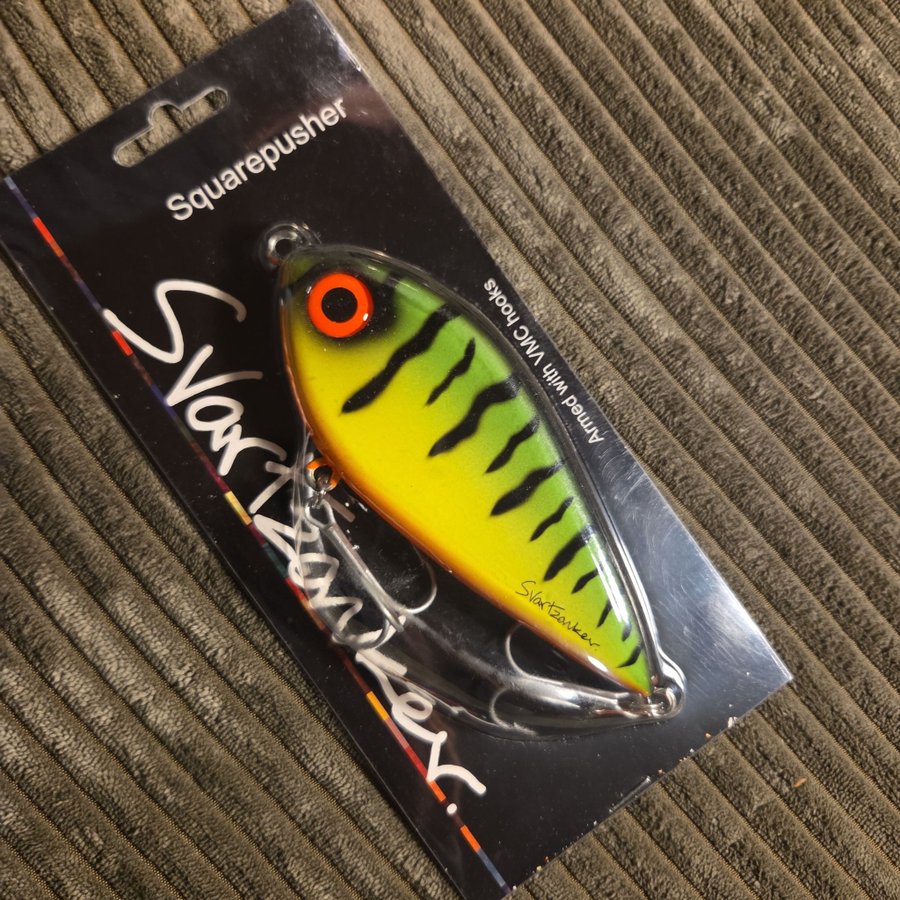 Squarepusher
Svartzonker.
Armed with VMC hooks
Svartzonker.